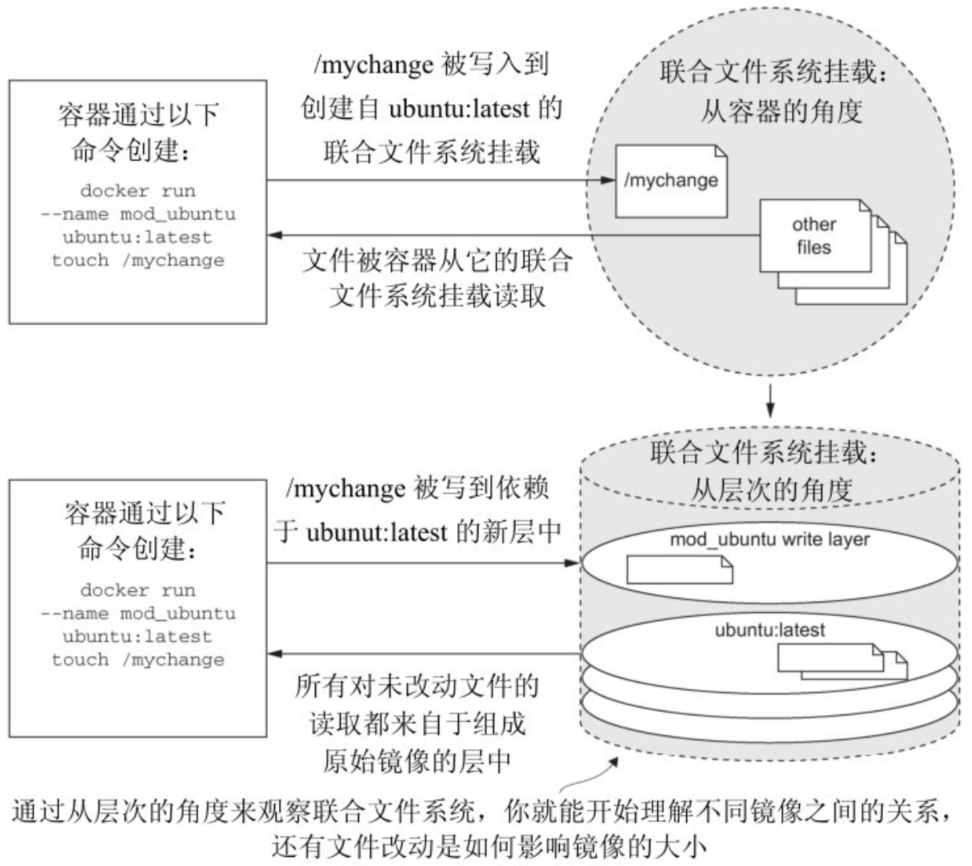 容器通过以下
命令创建：
docker run
--name mod_ubuntu
ubuntu:latest
touch /mychange
/mychange 被写入到
创建自 ubuntu:latest 的
联合文件系统挂载
文件被容器从它的联合
文件系统挂载读取
联合文件系统挂载：
从容器的角度
/mychange
other
files
容器通过以下
命令创建：
docker run
--name mod_ubuntu
ubuntu:latest
touch /mychange
/mychange 被写到依赖
于 ubunut:latest 的新层中
所有对未改动文件的
读取都来自于组成
原始镜像的层中
联合文件系统挂载：
从层次的角度
mod_ubuntu write layer
ubuntu:latest
通过从层次的角度来观察联合文件系统，你就能开始理解不同镜像之间的关系，
还有文件改动是如何影响镜像的大小